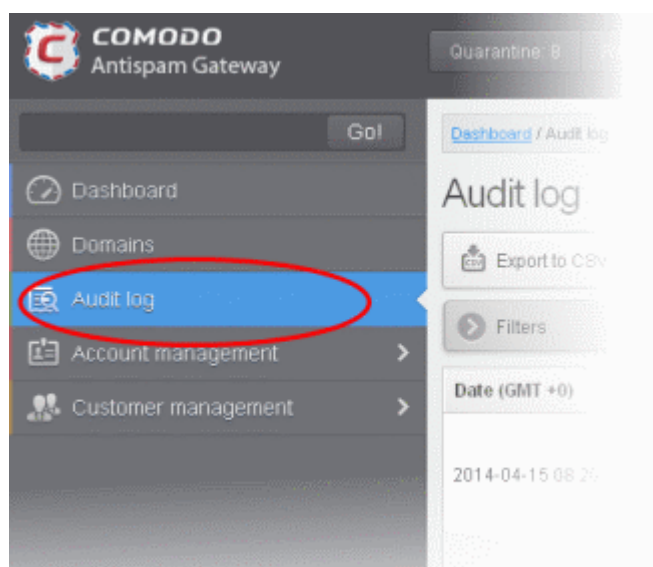 COMODO
Antispam Gateway
Quarantine: 8
Go!
Dashboard / Audit log
Dashboard
Audit log
Domains
Export to CSV
Audit log
Filters
Account management
Date (GMT +0)
Customer management
2014-04-15 08